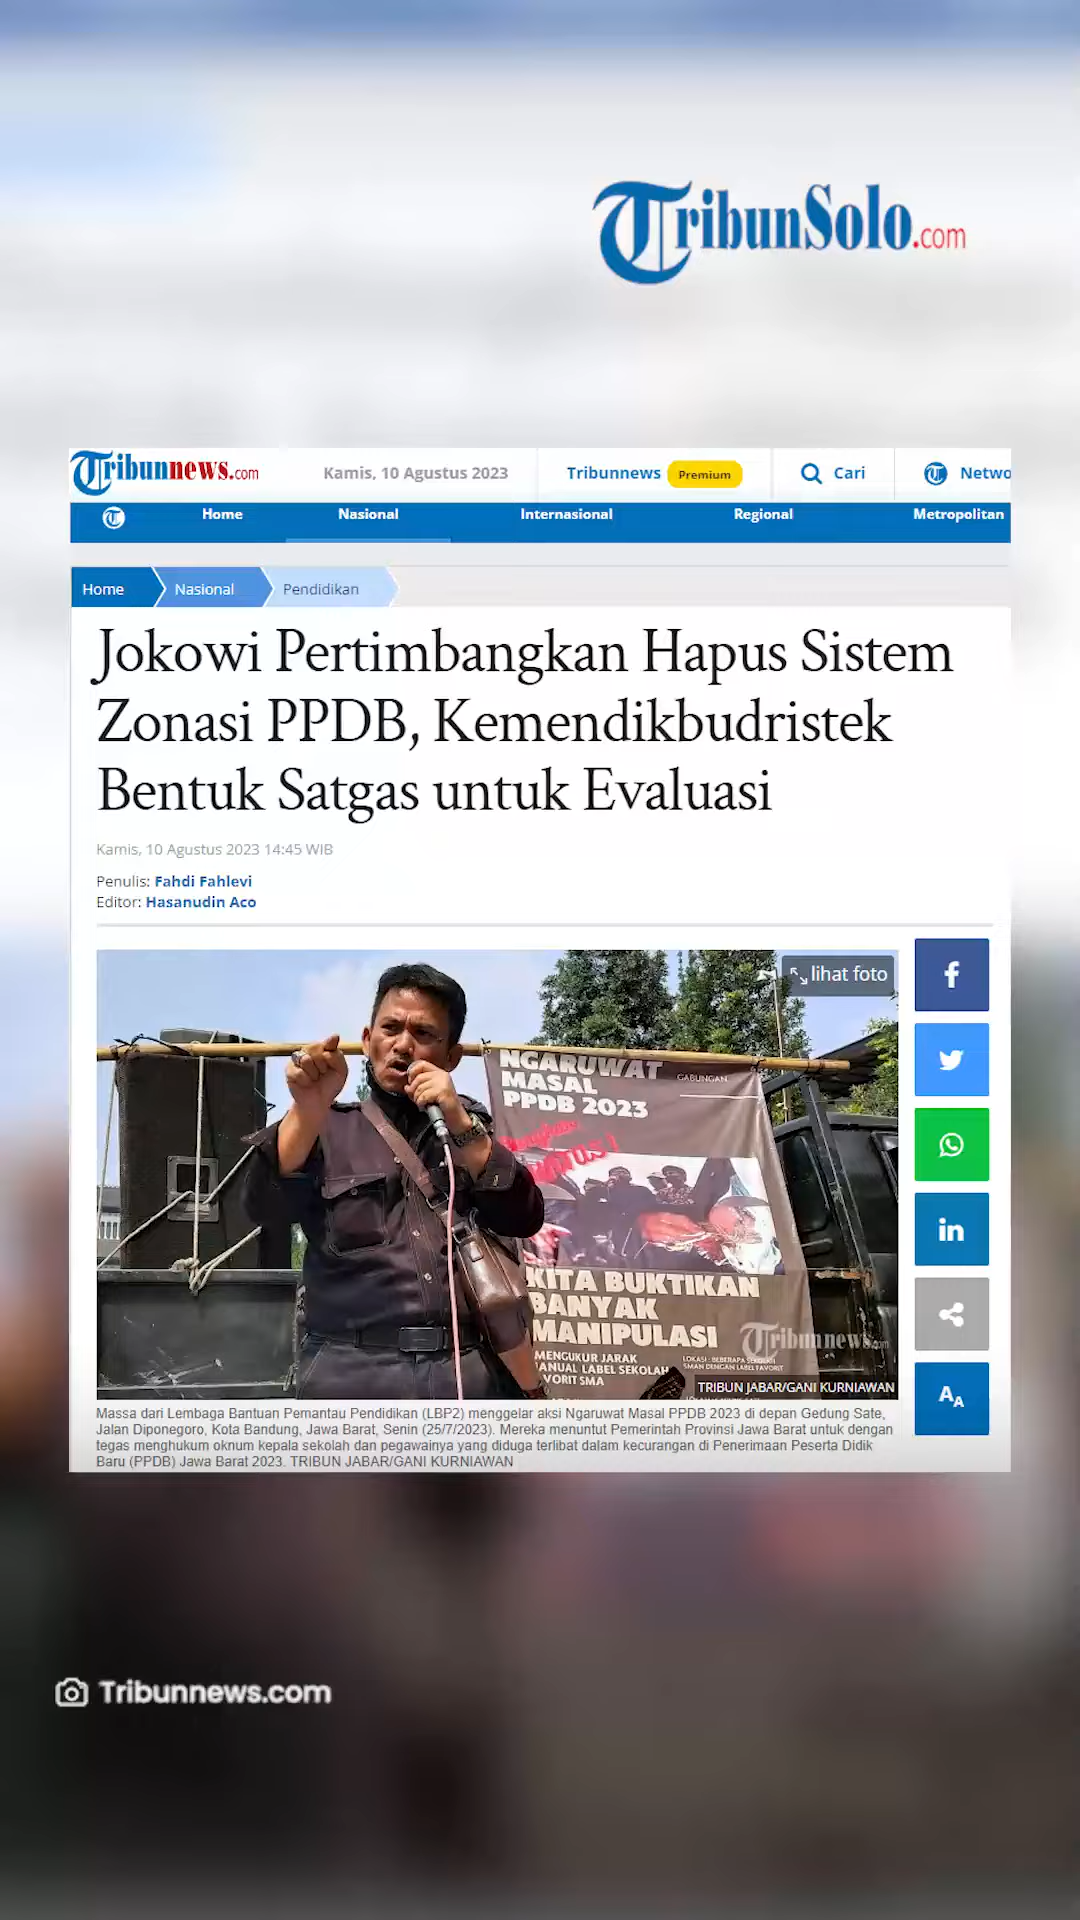 TribunSolo.com
Tribunnews.com
Kamis, 10 Agustus 2023
Tribunnews Premium
Cari
Netwo
Home
Nasional
Internasional
Regional
Metropolitan
Home
Nasional
Pendidikan
Jokowi Pertimbangkan Hapus Sistem
Zonasi PPDB, Kemendikbudristek
Bentuk Satgas untuk Evaluasi
Kamis, 10 Agustus 2023 14:45 WIB
Penulis: Fahdi Fahlevi
Editor: Hasanudin Aco
lihat foto
NGARUWAT
MASAL
PPDB 2023
GABUNGAN
KITA BUKTIKAN
BANYAK
MANIPULASI
MENGUKUR JARAK
ANUAL LABEL SEKOLAH
VORIT SMA
Tribunnews.com
TRIBUN JABAR/GANI KURNIAWAN
Massa dari Lembaga Bantuan Pemantau Pendidikan (LBP2) menggelar aksi Ngaruwat Masal PPDB 2023 di depan Gedung Sate,
Jalan Diponegoro, Kota Bandung, Jawa Barat, Senin (25/7/2023). Mereka menuntut Pemerintah Provinsi Jawa Barat untuk dengan
tegas menghukum oknum kepala sekolah dan pegawainya yang diduga terlibat dalam kecurangan di Penerimaan Peserta Didik
Baru (PPDB) Jawa Barat 2023. TRIBUN JABAR/GANI KURNIAWAN
Tribunnews.com